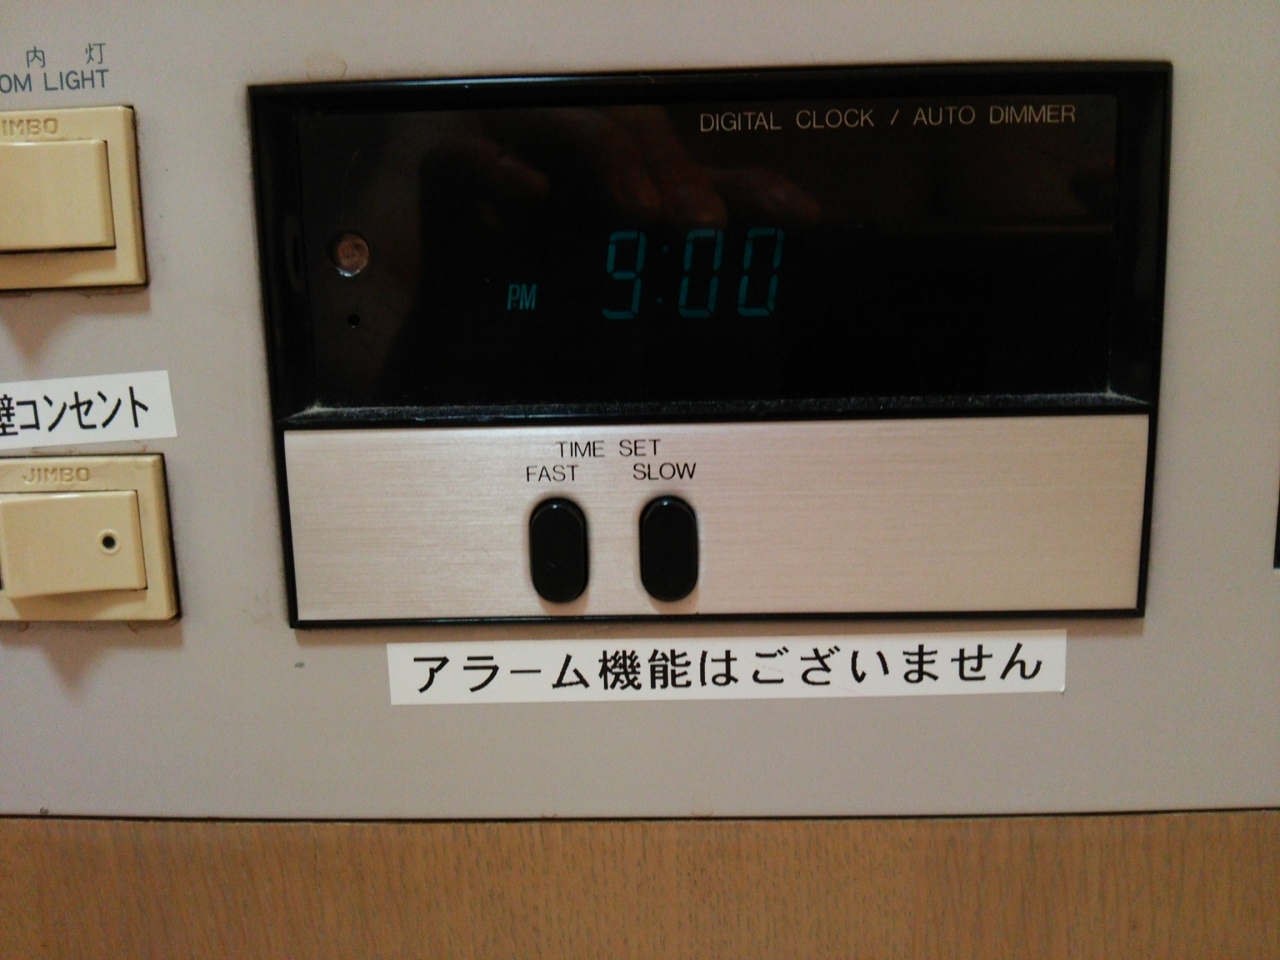 内 灯
OM LIGHT
JIMBO
DIGITAL CLOCK / AUTO DIMMER
PM 9:00
壁コンセント
JIMBO
TIME SET
FAST SLOW
アラーム機能はございません